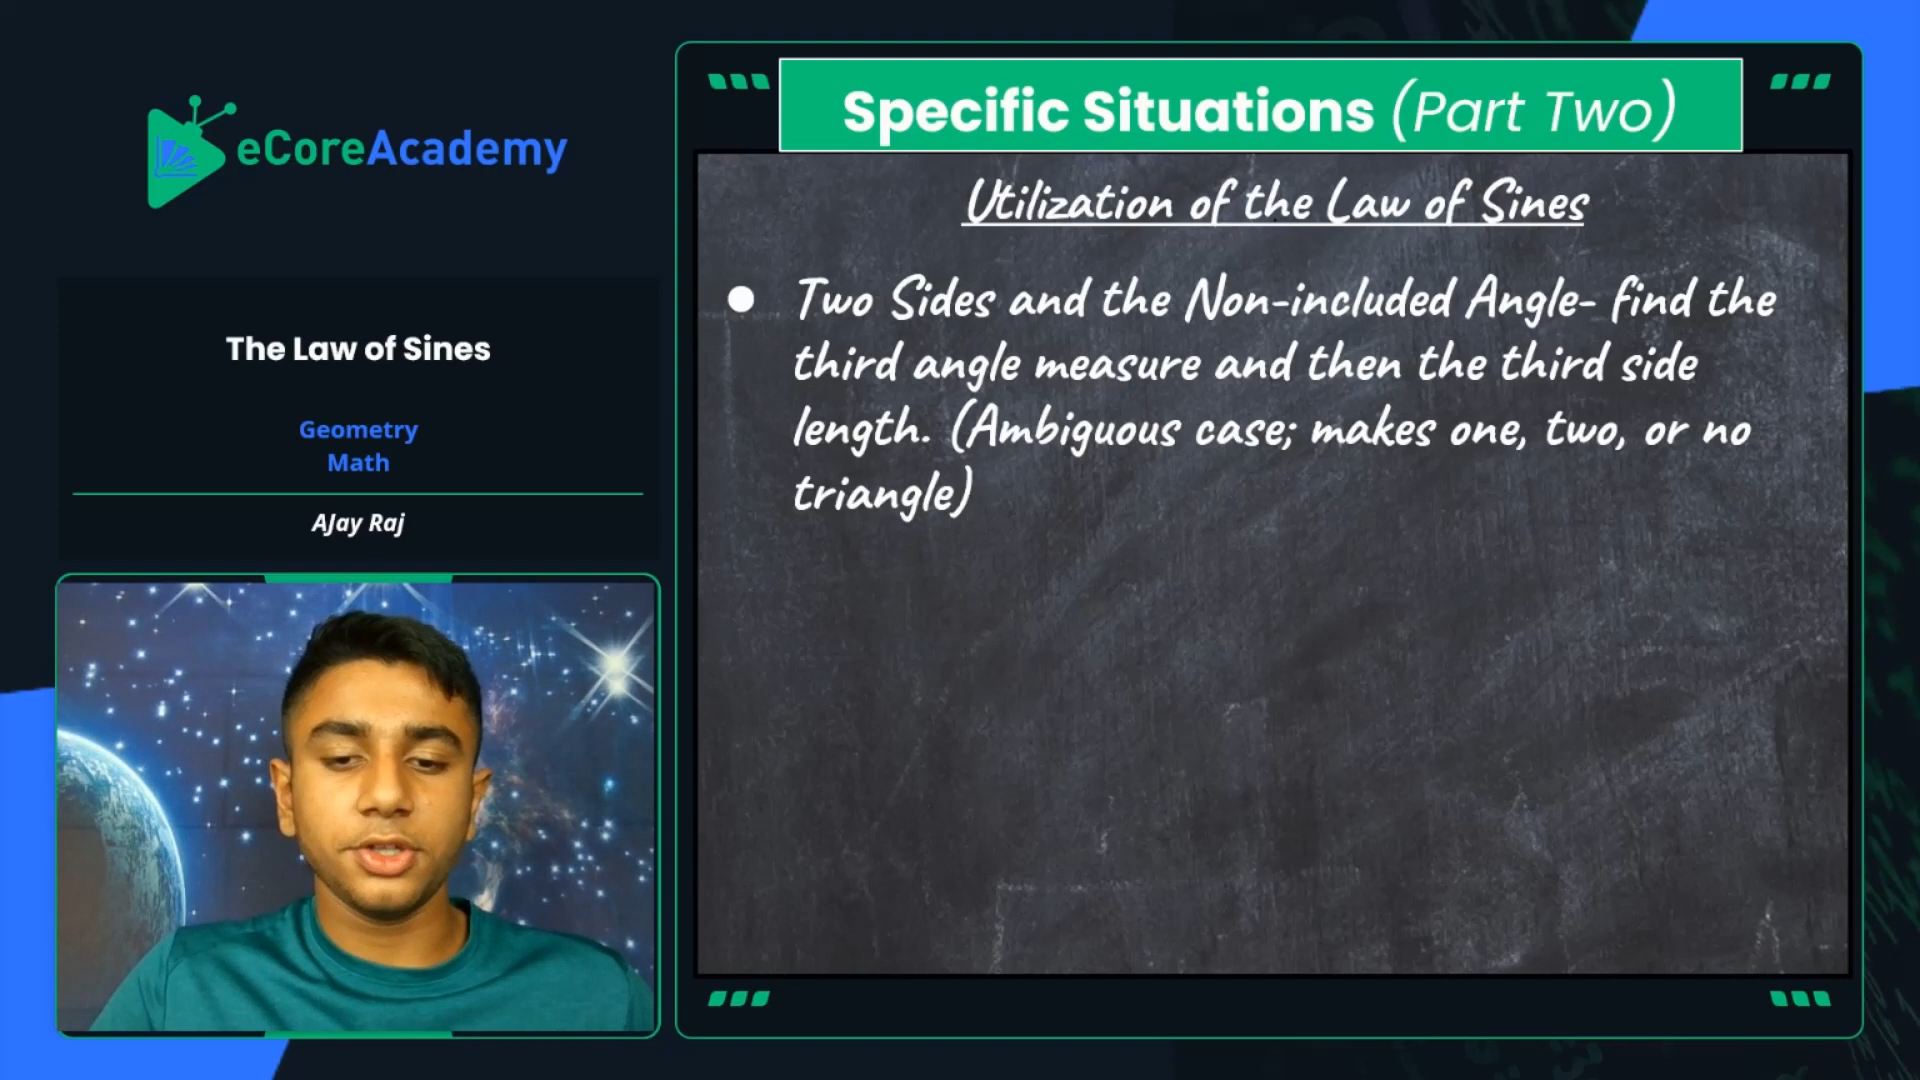 eCoreAcademy
The Law of Sines
Geometry
Math
AJay Raj
Specific Situations (Part Two)
Utilization of the Law of Sines
Two Sides and the Non-included Angle- find the
third angle measure and then the third side
length. (Ambiguous case; makes one, two, or no
triangle)